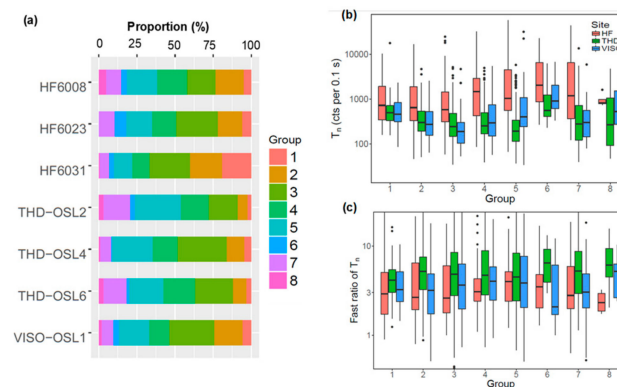 (a)
Proportion (%)
0 50 100
HF6008
HF6023
HF6031
THD-OSL2
THD-OSL4
THD-OSL6
VISO-OSL1
Group
1
2
3
4
5
6
7
8
(b)
Site
HF
THD
VISO
Tn (cts per 0.1 s)
10000
1000
100
1 2 3 4 5 6 7 8
Group
(c)
Fast ratio of Tn
10
3
1
1 2 3 4 5 6 7 8
Group